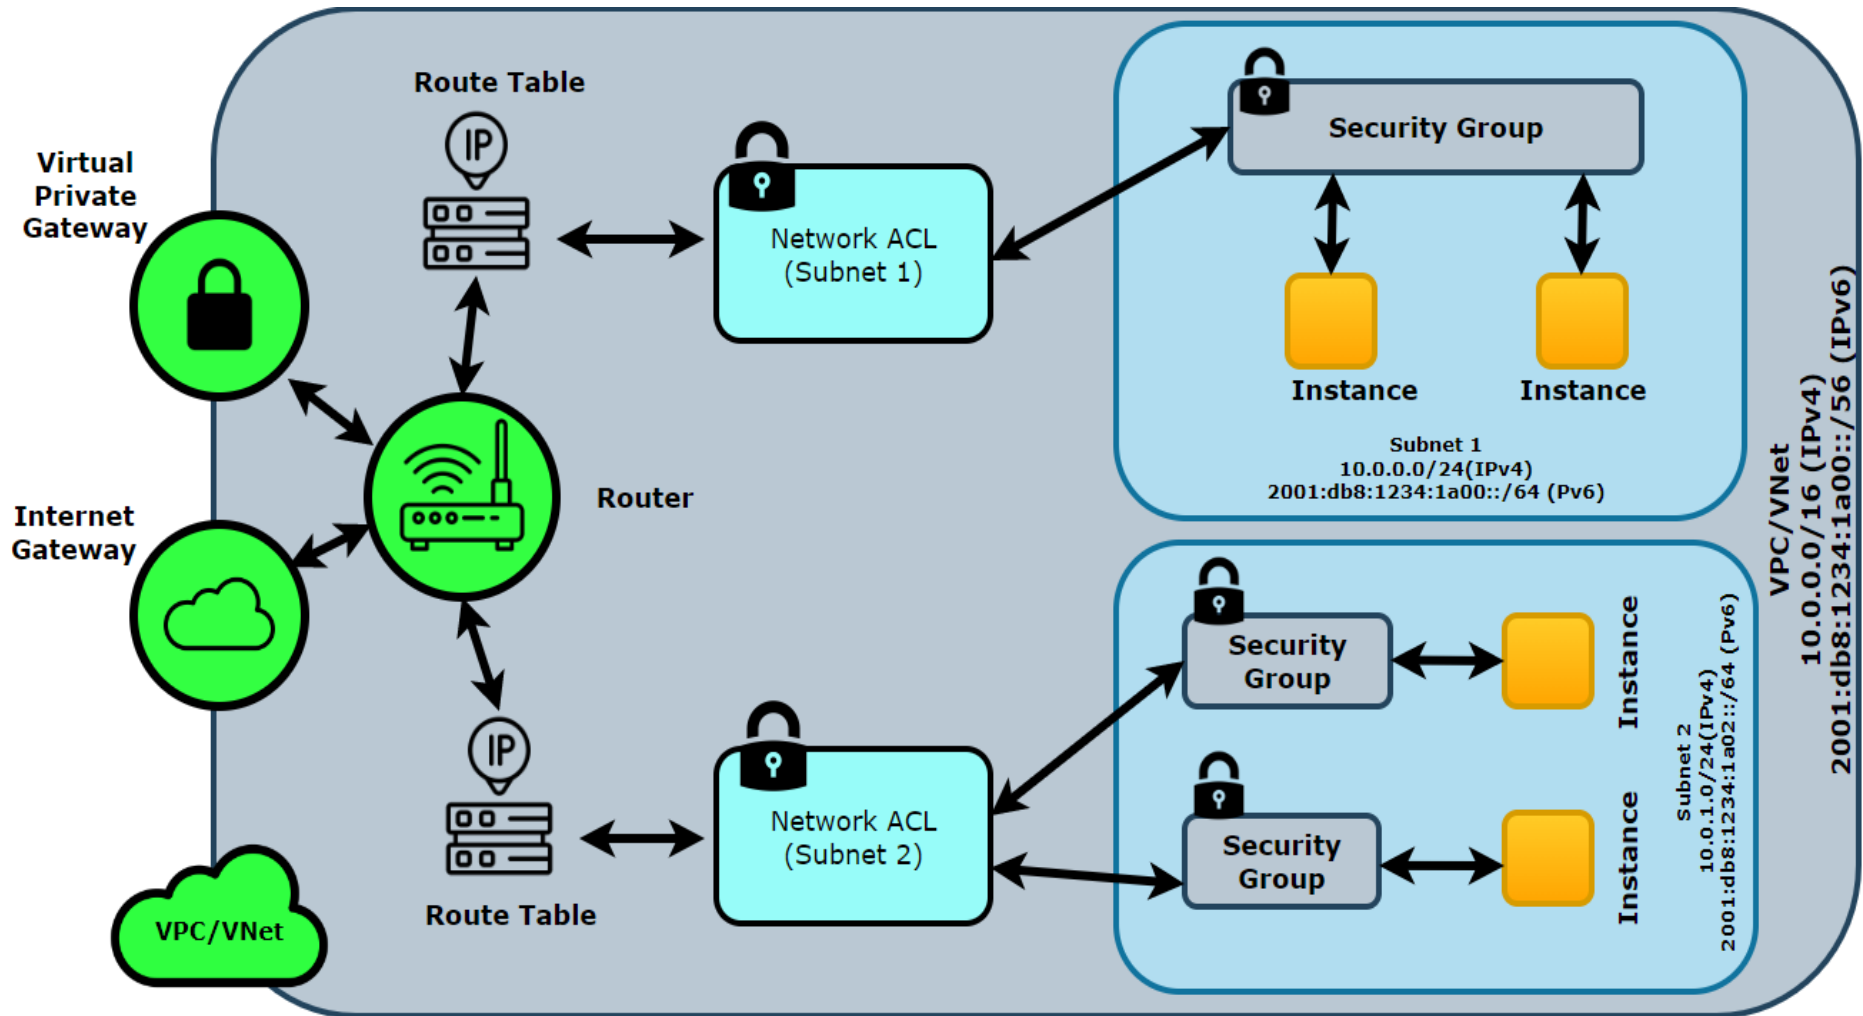 Route Table
IP
Virtual
Private
Gateway
Network ACL
(Subnet 1)
Security Group
Instance
Instance
Subnet 1
10.0.0.0/24(IPv4)
2001:db8:1234:1a00::/64 (Pv6)
Router
Internet
Gateway
IP
Route Table
Network ACL
(Subnet 2)
Security
Group
Instance
Security
Group
Instance
Subnet 2
10.0.1.0/24(IPv4)
2001:db8:1234:1a02::/64 (Pv6)
VPC/VNet
10.0.0.0/16 (IPv4)
2001:db8:1234:1a00::/56 (IPv6)
VPC/VNet